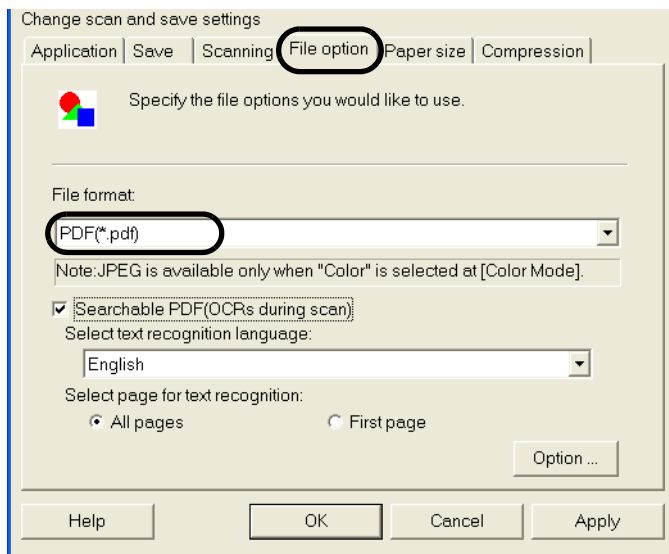 Change scan and save settings
Application Save Scanning File option Paper size Compression
Specify the file options you would like to use.
File format:
PDF(*.pdf)
Note:JPEG is available only when "Color" is selected at [Color Mode].
Searchable PDF(OCRs during scan)
Select text recognition language:
English
Select page for text recognition:
All pages First page
Option ...
Help OK Cancel Apply